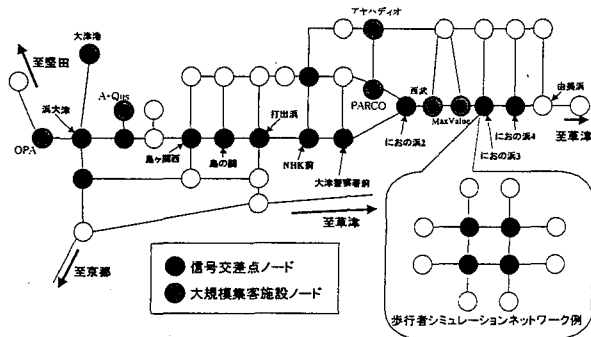 大津港
アヤハディオ
至堅田
浜大津
A・Qus
打出浜
西武
由美浜
PARCO
MaxValue
OPA
島ヶ関西
島の関
NHK前
大津警察署前
におの浜2
におの浜4
におの浜3
至草津
至草津
至京都
信号交差点ノード
大規模集客施設ノード
歩行者シミュレーションネットワーク例